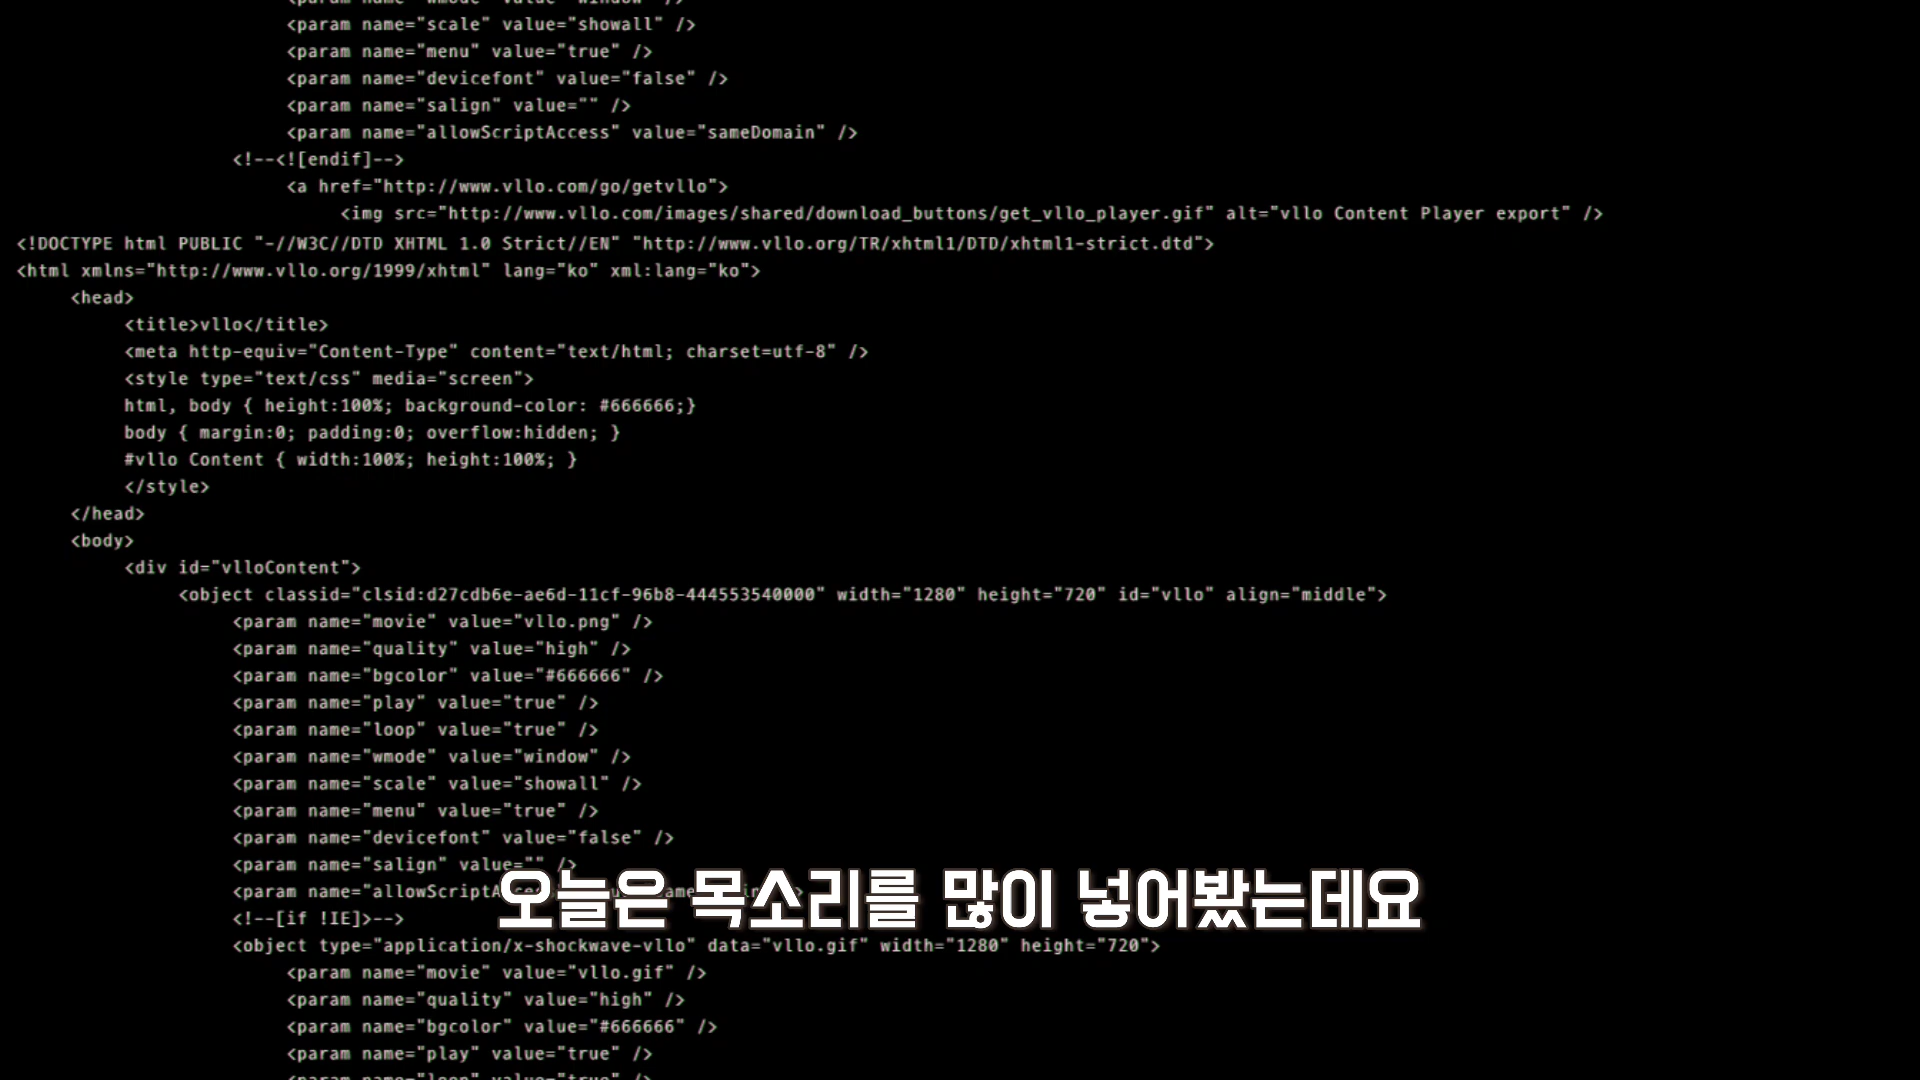 <param name="wmode" value="window" />
<param name="scale" value="showall" />
<param name="menu" value="true" />
<param name="devicefont" value="false" />
<param name="salign" value="" />
<param name="allowScriptAccess" value="sameDomain" />
<!--<![endif]-->
<a href="http://www.vllo.com/go/getvllo">
<img src="http://www.vllo.com/images/shared/download_buttons/get_vllo_player.gif" alt="vllo Content Player export" />
<!DOCTYPE html PUBLIC "-//W3C//DTD XHTML 1.0 Strict//EN" "http://www.vllo.org/TR/xhtml1/DTD/xhtml1-strict.dtd">
<html xmlns="http://www.vllo.org/1999/xhtml" lang="ko" xml:lang="ko">
<head>
<title>vllo</title>
<meta http-equiv="Content-Type" content="text/html; charset=utf-8" />
<style type="text/css" media="screen">
html, body { height:100%; background-color: #666666;}
body { margin:0; padding:0; overflow:hidden; }
#vllo Content { width:100%; height:100%; }
</style>
</head>
<body>
<div id="vlloContent">
<object classid="clsid:d27cdb6e-ae6d-11cf-96b8-444553540000" width="1280" height="720" id="vllo" align="middle">
<param name="movie" value="vllo.png" />
<param name="quality" value="high" />
<param name="bgcolor" value="#666666" />
<param name="play" value="true" />
<param name="loop" value="true" />
<param name="wmode" value="window" />
<param name="scale" value="showall" />
<param name="menu" value="true" />
<param name="devicefont" value="false" />
<param name="salign" value="" />
<param
오늘은 목소리를 많이 넣어봤는데요
<!--[if !IE]>-->
<object type="application/x-shockwave-vllo" data="vllo.gif" width="1280" height="720">
<param name="movie" value="vllo.gif" />
<param name="quality" value="high" />
<param name="bgcolor" value="#666666" />
<param name="play" value="true" />
<param name="loop" value="true" />